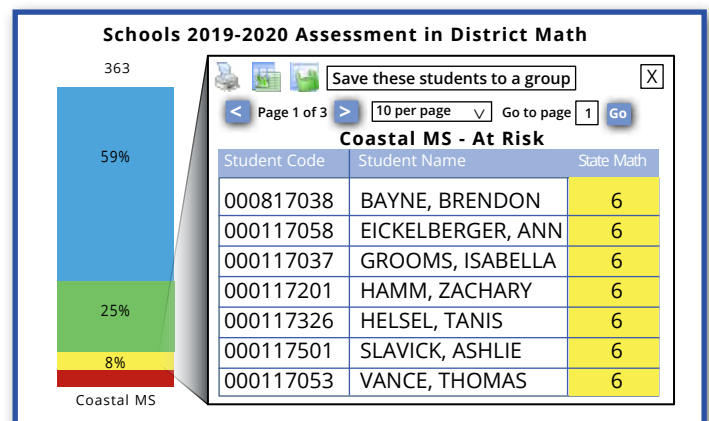 Schools 2019-2020 Assessment in District Math
363
59%
25%
8%
Coastal MS
Save these students to a group
X
< Page 1 of 3 > 10 per page Go to page 1 Go
Coastal MS - At Risk
Student Code Student Name State Math
000817038 BAYNE, BRENDON 6
000117058 EICKELBERGER, ANN 6
000117037 GROOMS, ISABELLA 6
000117201 HAMM, ZACHARY 6
000117326 HELSEL, TANIS 6
000117501 SLAVICK, ASHLIE 6
000117053 VANCE, THOMAS 6